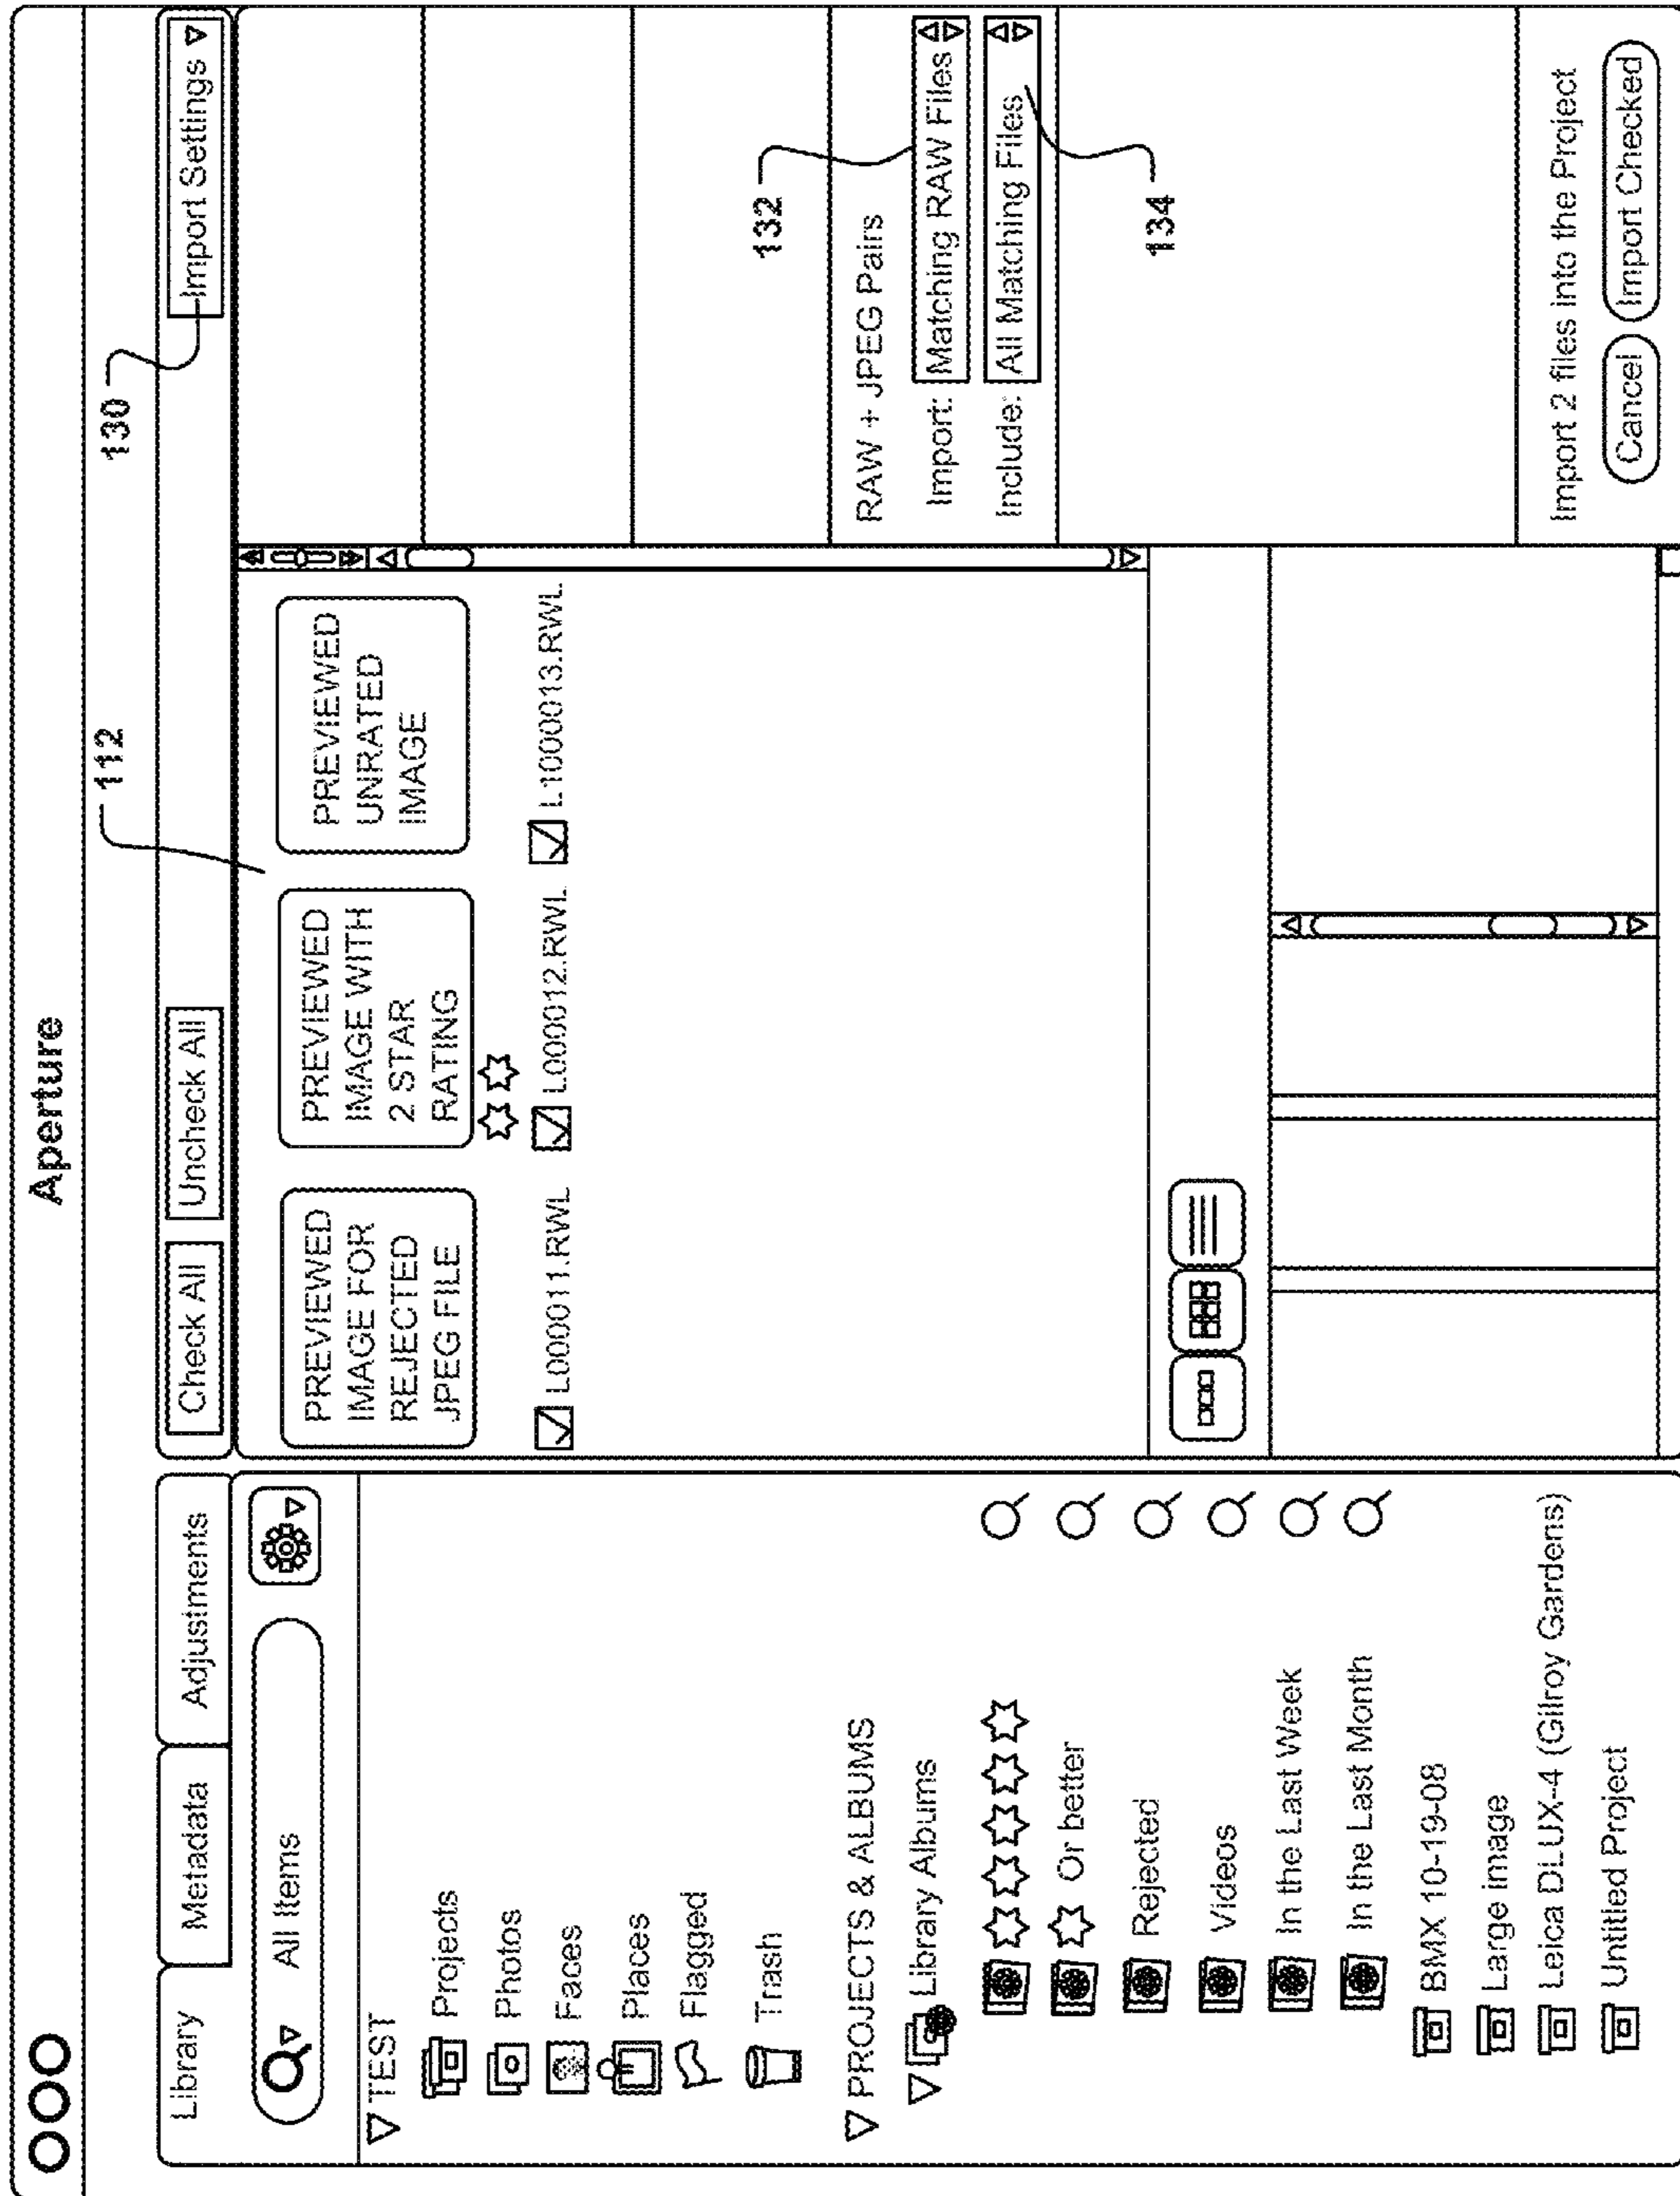 Aperture
112
130
Library
Metadata
Adjustments
All Items
TEST
Projects
Photos
Faces
Places
Flagged
Trash
PROJECTS & ALBUMS
Library Albums
Or better
Rejected
Videos
In the Last Week
In the Last Month
BMX 10-19-08
Large image
Leica DLUX-4 (Gilroy Gardens)
Untitled Project
Check All
Uncheck All
Import Settings
PREVIEWED
IMAGE FOR
REJECTED
JPEG FILE
L000011.RWL
PREVIEWED
IMAGE WITH
2 STAR
RATING
L000012.RWL
PREVIEWED
UNRATED
IMAGE
L1000013.RWL
132
RAW + JPEG Pairs
Import: Matching RAW Files
Include: All Matching Files
134
Import 2 files into the Project
Cancel
Import Checked